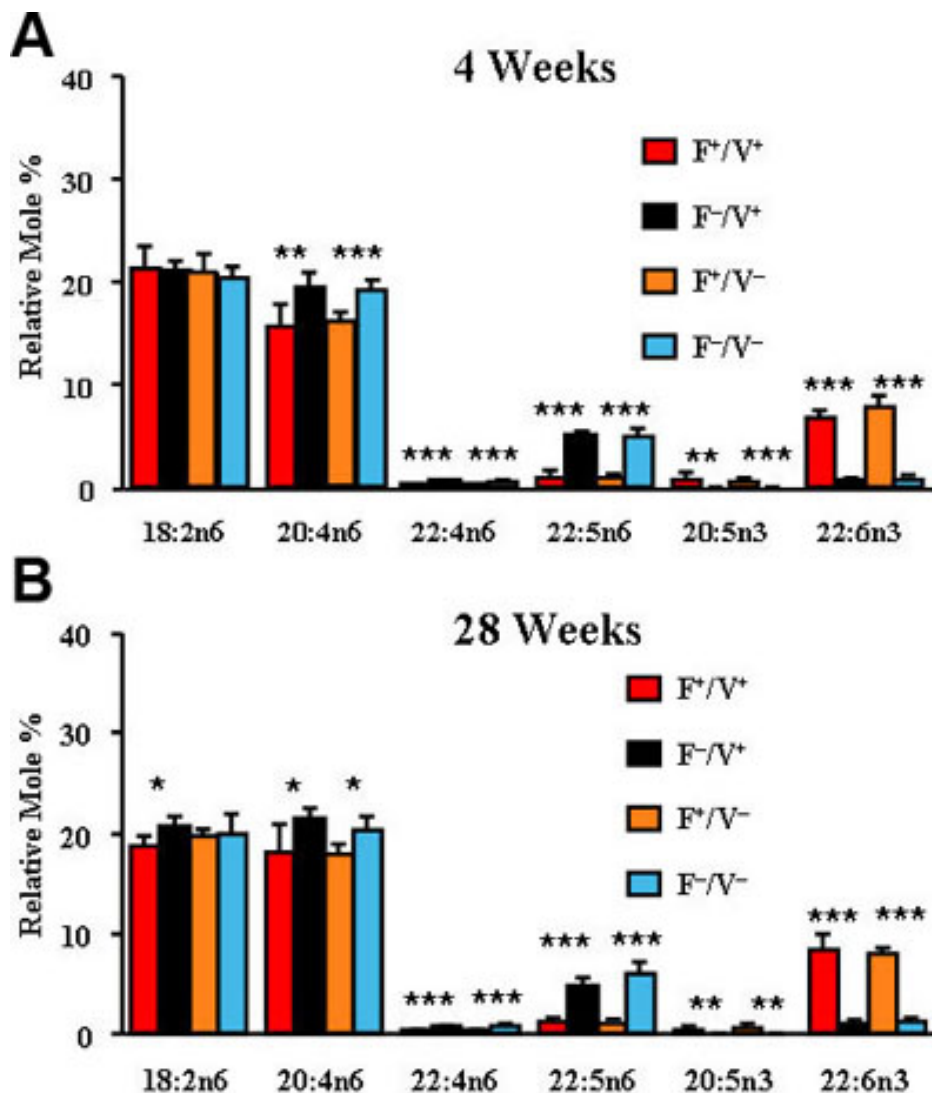 A
4 Weeks
40
30
20
10
0
Relative Mole %
F⁺/V⁺
F⁻/V⁺
F⁺/V⁻
F⁻/V⁻
** ***
*** *** *** *** ** *** *** ***
18:2n6 20:4n6 22:4n6 22:5n6 20:5n3 22:6n3
B
28 Weeks
40
30
20
10
0
Relative Mole %
F⁺/V⁺
F⁻/V⁺
F⁺/V⁻
F⁻/V⁻
* * *
*** *** *** *** ** ** *** ***
18:2n6 20:4n6 22:4n6 22:5n6 20:5n3 22:6n3